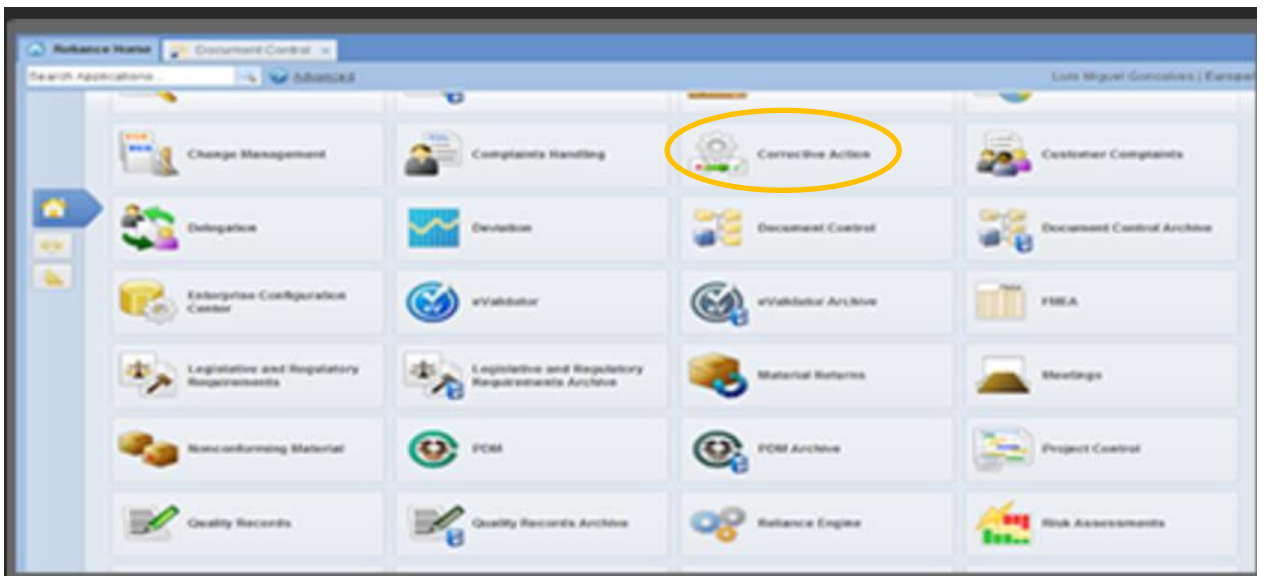 Reliance Home
Document Control
Search Applications...
Advanced
Luis Miguel Goncalves |
Change Management
Complaints Handling
Corrective Action
Customer Complaints
Delegation
Deviation
Document Control
Document Control Archive
Enterprise Configuration
Center
eValidator
eValidator Archive
FMEA
Legislative and Regulatory
Requirements
Legislative and Regulatory
Requirements Archive
Material Returns
Meetings
Nonconforming Material
PDM
PDM Archive
Project Control
Quality Records
Quality Records Archive
Reliance Engine
Risk Assessments